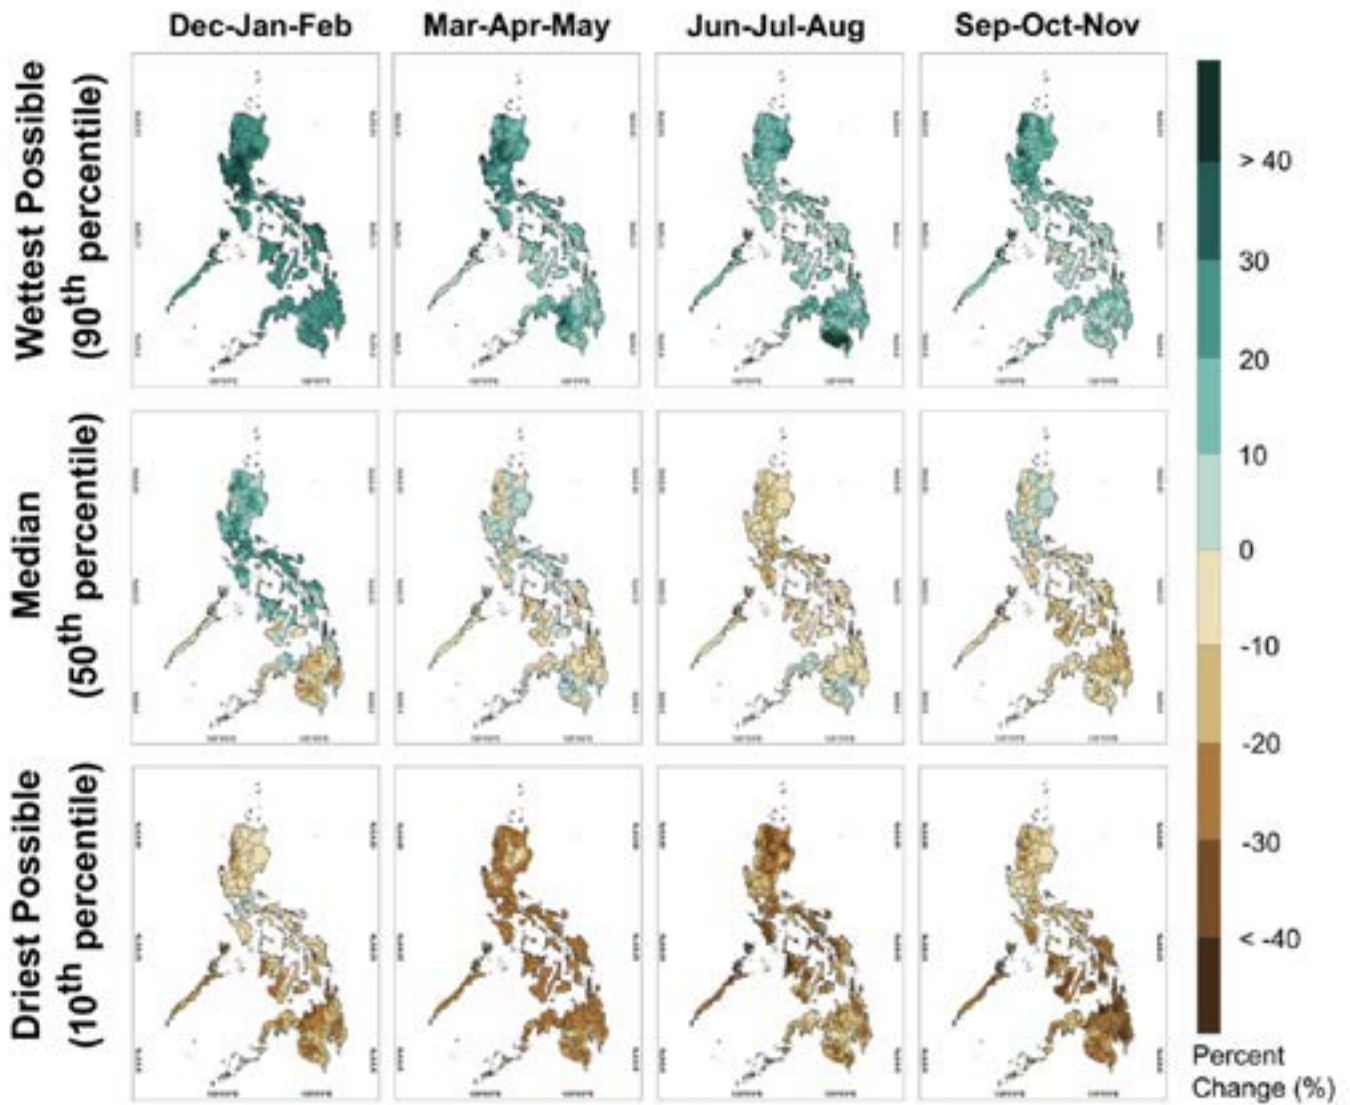 Dec-Jan-Feb
Mar-Apr-May
Jun-Jul-Aug
Sep-Oct-Nov
Wettest Possible
(90th percentile)
Median
(50th percentile)
Driest Possible
(10th percentile)
> 40
30
20
10
0
-10
-20
-30
< -40
Percent
Change (%)